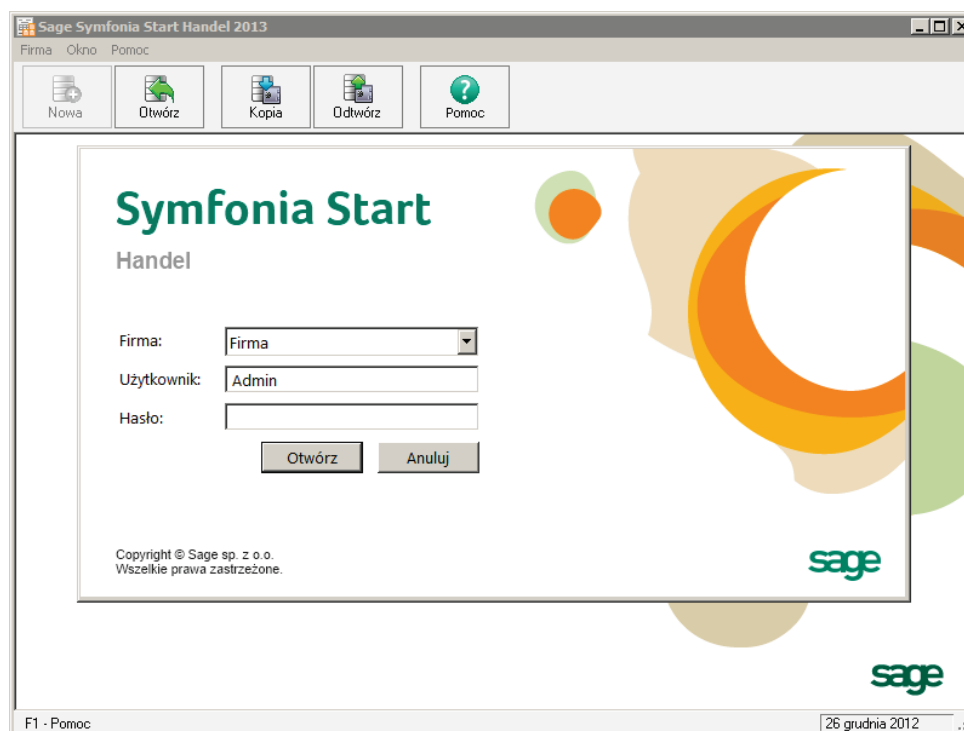 Sage Symfonia Start Handel 2013
Firma Okno Pomoc
Nowa Otwórz Kopia Odtwórz Pomoc
Symfonia Start
Handel
Firma: Firma
Użytkownik: Admin
Hasło:
Otwórz Anuluj
Copyright © Sage sp. z o.o.
Wszelkie prawa zastrzeżone.
sage
sage
F1 - Pomoc 26 grudnia 2012